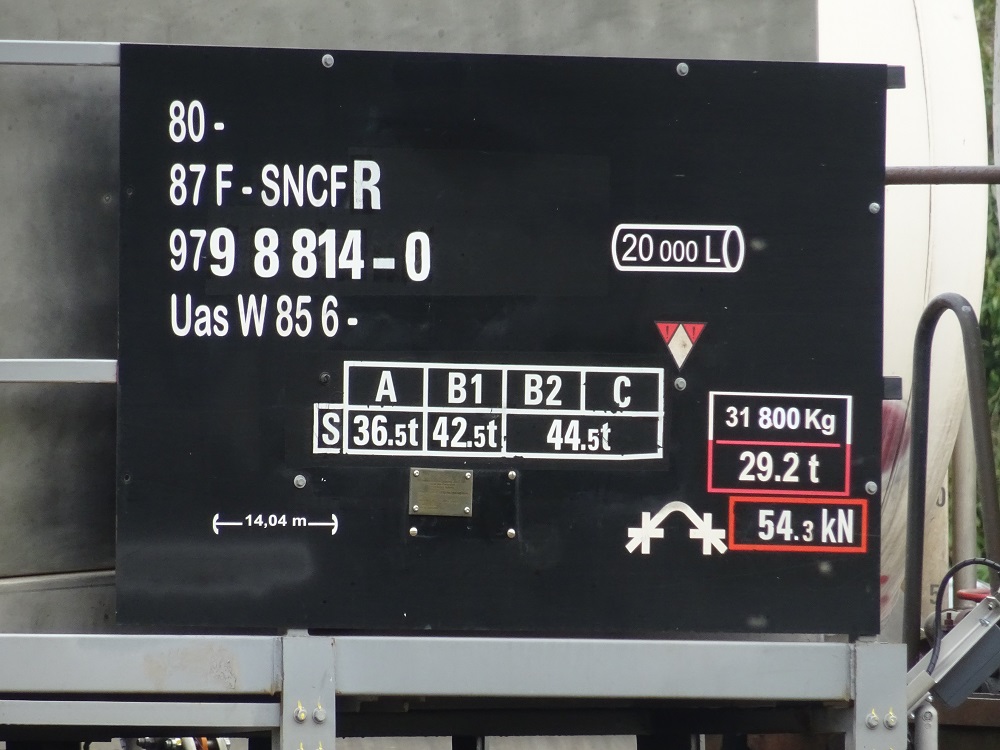 80 -
87 F - SNCF R
979 8 814 - 0
Uas W 85 6 -
20 000 L
A B1 B2 C
S 36.5t 42.5t 44.5t
31 800 Kg
29.2 t
14,04 m
54.3 kN